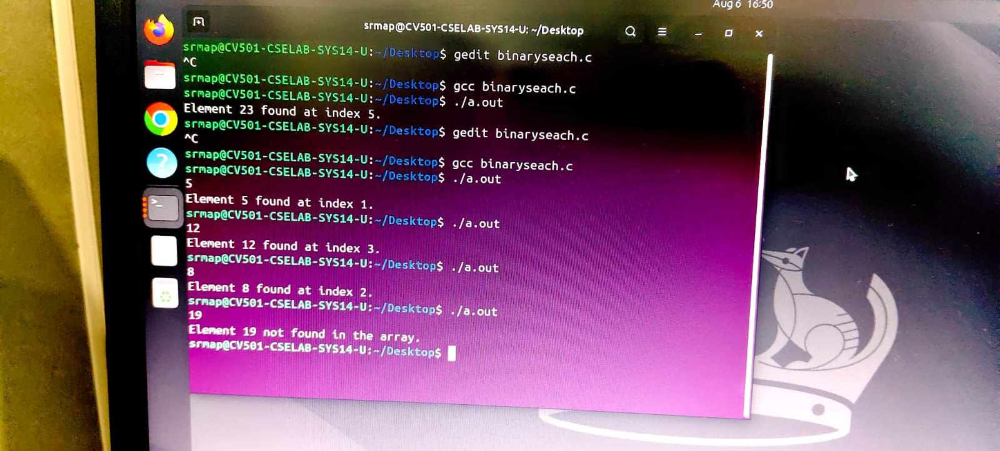 Aug 6 16:50
srmap@CV501-CSELAB-SYS14-U: ~/Desktop
srmap@CV501-CSELAB-SYS14-U:~/Desktop$ gedit binaryseach.c
^C
srmap@CV501-CSELAB-SYS14-U:~/Desktop$ gcc binaryseach.c
srmap@CV501-CSELAB-SYS14-U:~/Desktop$ ./a.out
Element 23 found at index 5.
srmap@CV501-CSELAB-SYS14-U:~/Desktop$ gedit binaryseach.c
^C
srmap@CV501-CSELAB-SYS14-U:~/Desktop$ gcc binaryseach.c
srmap@CV501-CSELAB-SYS14-U:~/Desktop$ ./a.out
5
Element 5 found at index 1.
srmap@CV501-CSELAB-SYS14-U:~/Desktop$ ./a.out
12
Element 12 found at index 3.
srmap@CV501-CSELAB-SYS14-U:~/Desktop$ ./a.out
8
Element 8 found at index 2.
srmap@CV501-CSELAB-SYS14-U:~/Desktop$ ./a.out
19
Element 19 not found in the array.
srmap@CV501-CSELAB-SYS14-U:~/Desktop$